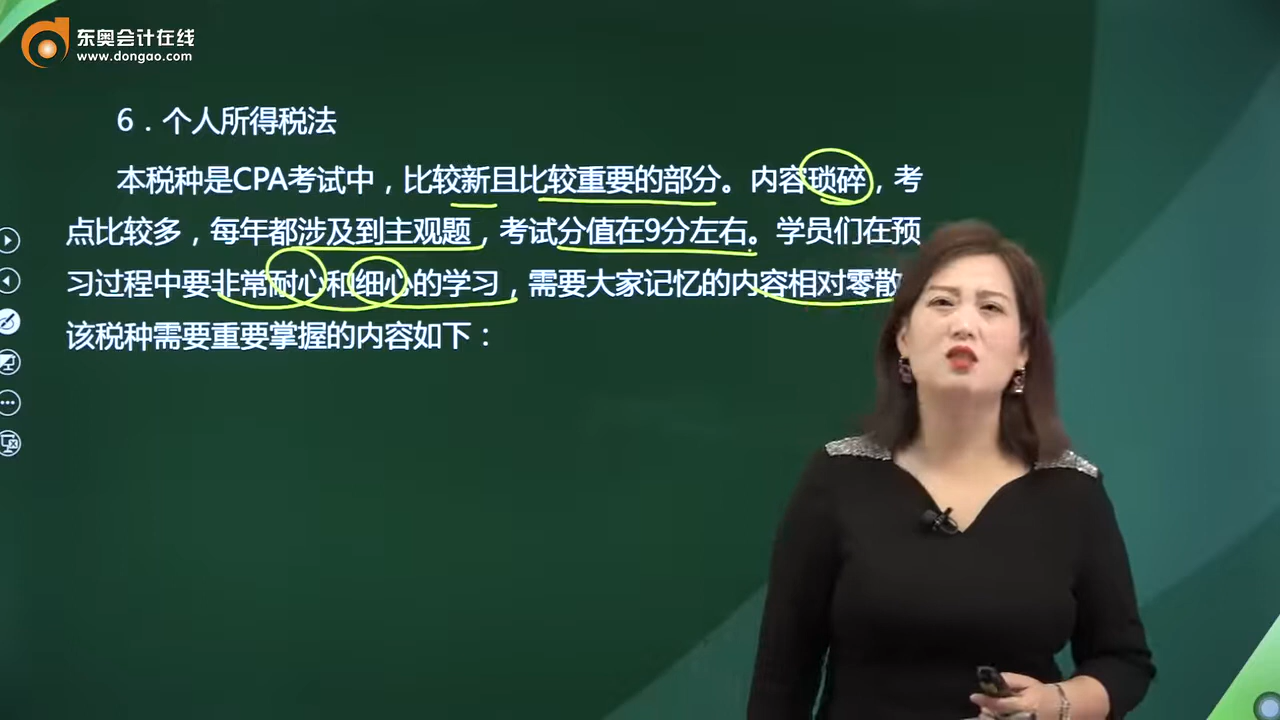 东奥会计在线
www.dongao.com
6．个人所得税法
本税种是CPA考试中，比较新且比较重要的部分。内容琐碎，考
点比较多，每年都涉及到主观题，考试分值在9分左右。学员们在预
习过程中要非常耐心和细心的学习，需要大家记忆的内容相对零散
该税种需要重要掌握的内容如下：